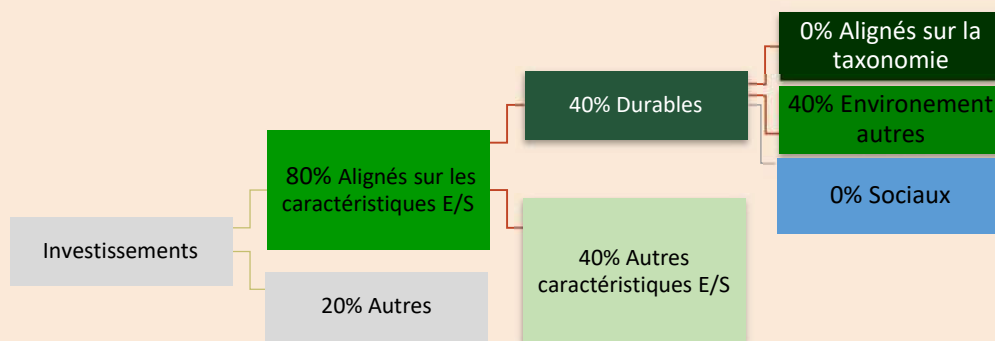 Investissements
80% Alignés sur les
caractéristiques E/S
20% Autres
40% Durables
40% Autres
caractéristiques E/S
0% Alignés sur la
taxonomie
40% Environement
autres
0% Sociaux